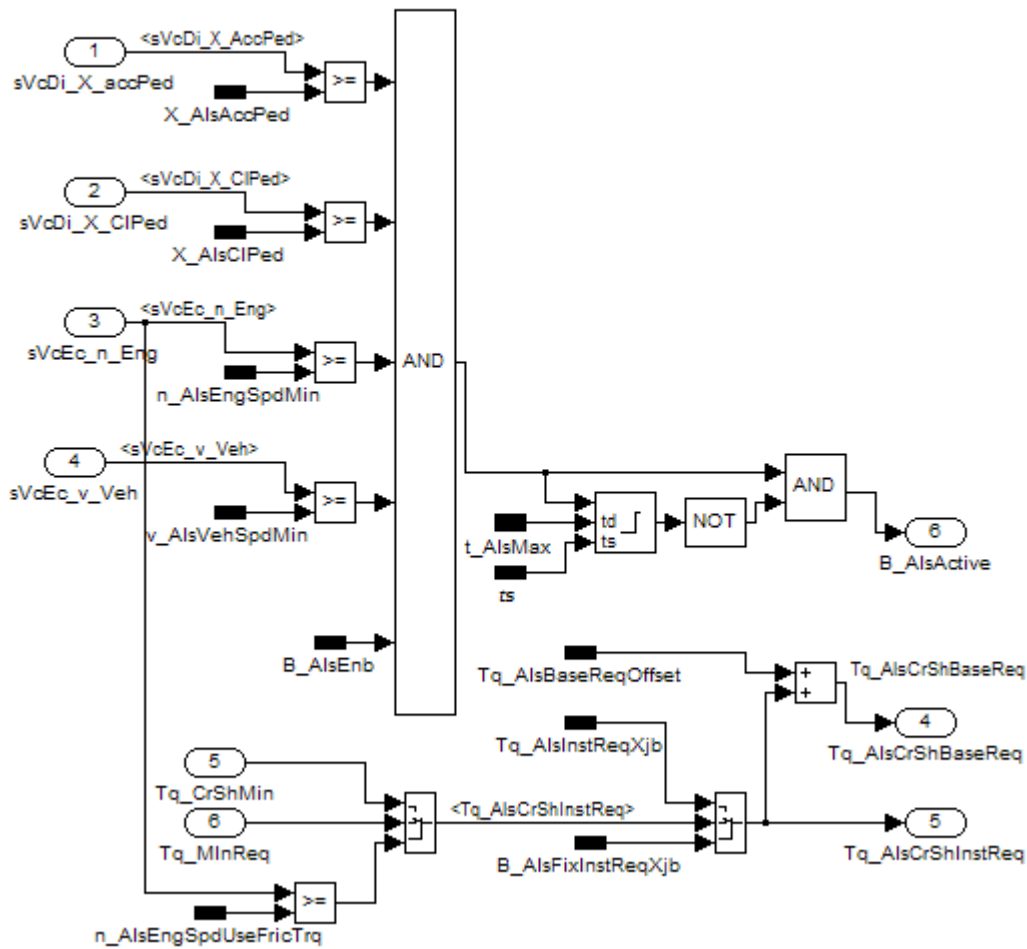 <sVcDi_X_AccPed>
1
sVcDi_X_accPed
>=
X_AlsAccPed
<sVcDi_X_ClPed>
2
sVcDi_X_ClPed
>=
X_AlsClPed
<sVcEc_n_Eng>
3
sVcEc_n_Eng
>=
AND
n_AlsEngSpdMin
<sVcEc_v_Veh>
4
sVcEc_v_Veh
>=
v_AlsVehSpdMin
AND
td
ts
NOT
t_AlsMax
ts
6
B_AlsActive
B_AlsEnb
Tq_AlsBaseReqOffset
+
+
Tq_AlsCrShBaseReq
4
Tq_AlsCrShBaseReq
Tq_AlsInstReqXjb
5
Tq_CrShMin
<Tq_AlsCrShInstReq>
6
Tq_MInReq
B_AlsFixInstReqXjb
5
Tq_AlsCrShInstReq
>=
n_AlsEngSpdUseFricTrq